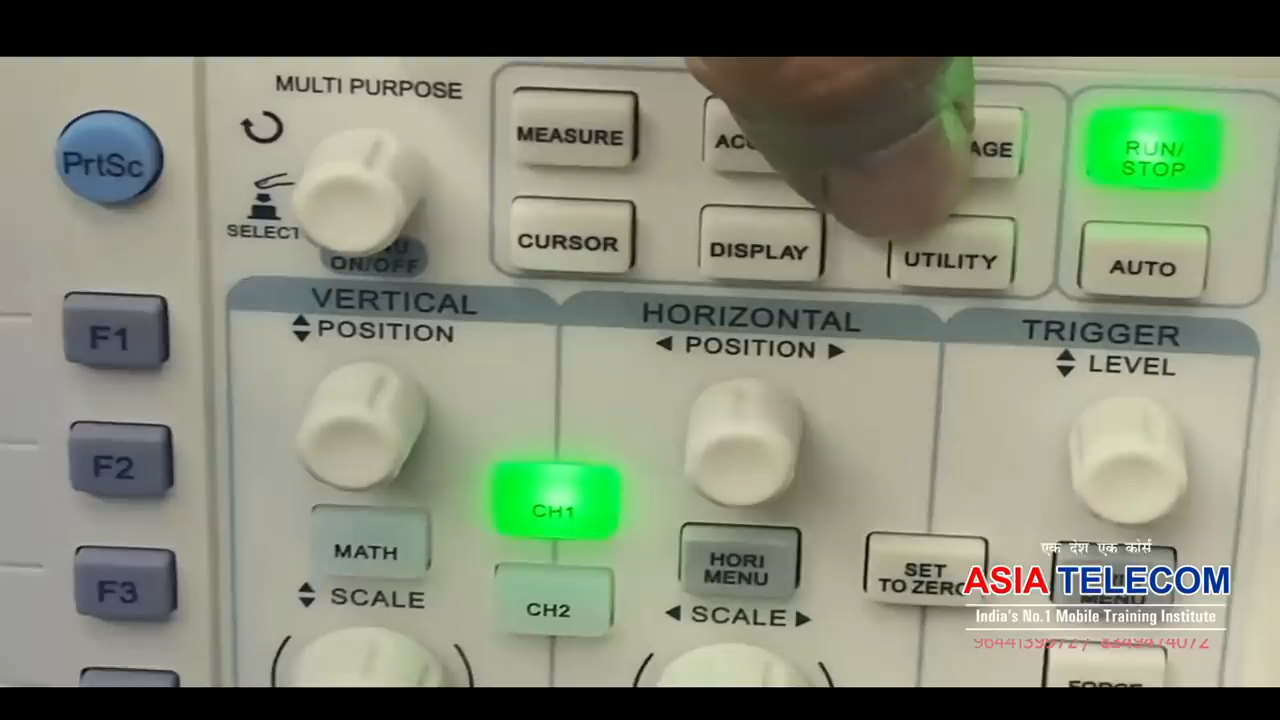 MULTI PURPOSE
PrtSc
SELECT
ON/OFF
MEASURE
RUN/
STOP
CURSOR
DISPLAY
UTILITY
AUTO
VERTICAL
HORIZONTAL
TRIGGER
POSITION
◀ POSITION ▶
LEVEL
F1
F2
F3
CH1
MATH
CH2
SCALE
HORI
MENU
◀ SCALE ▶
SET
TO ZERO
MENU
एक देश एक कोर्स
ASIA TELECOM
India's No.1 Mobile Training Institute
FORCE